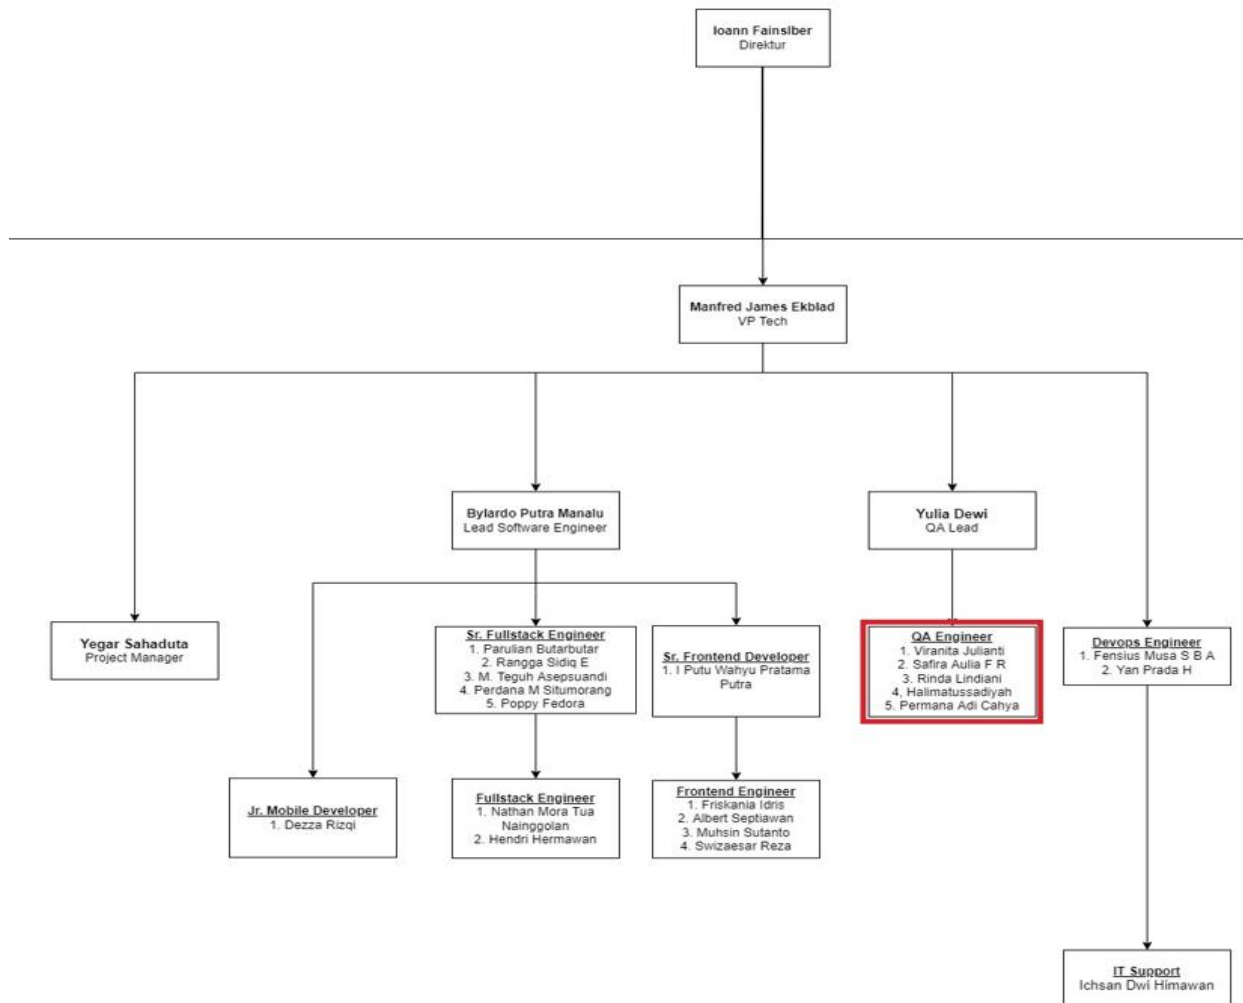 Ioann Fainsiber
Direktur
Manfred James Ekblad
VP Tech
Bylardo Putra Manalu
Lead Software Engineer
Yulia Dewi
QA Lead
Yegar Sahaduta
Project Manager
Sr. Fullstack Engineer
1. Parulian Butarbutar
2. Rangga Sidiq E
3. M. Teguh Asepsuandi
4. Perdana M Situmorang
5. Poppy Fedora
Sr. Frontend Developer
1. I Putu Wahyu Pratama
Putra
QA Engineer
1. Viranita Julianti
2. Safira Aulia F R
3. Rinda Lindiani
4, Halimatussadiyah
5. Permana Adi Cahya
Devops Engineer
1. Fensius Musa S B A
2. Yan Prada H
Jr. Mobile Developer
1. Dezza Rizqi
Fullstack Engineer
1. Nathan Mora Tua
Nainggolan
2. Hendri Hermawan
Frontend Engineer
1. Friskania Idris
2. Albert Septiawan
3. Muhsin Sutanto
4. Swizaesar Reza
IT Support
Ichsan Dwi Himawan